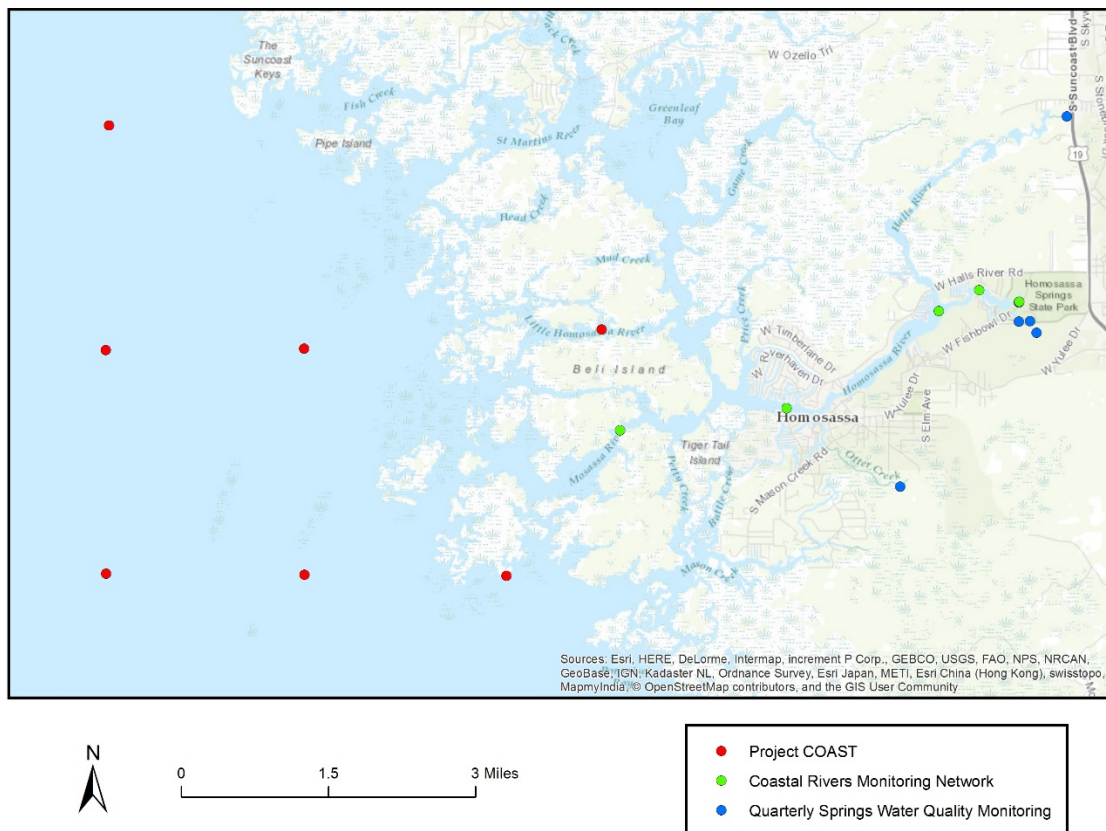 The
Suncoast
Keys
W Ozello Trl
S Suncoast Blvd
Fish Creek
Greenleaf
Bay
St Martins River
Pipe Island
19
Game Creek
Halls River
Head Creek
Mud Creek
W Halls River Rd
Homosassa
Springs
State Park
Little Homosassa River
Price Creek
W Timberlane Dr
W Fishbowl Dr
W Riverhaven Dr
Homosassa River
W Yulee Dr
Bell Island
W Yulee Dr
Homosassa
S Elm Ave
Mosassa River
Tiger Tail
Island
S Mason Creek Rd
Otter Creek
Petty Creek
Battle Creek
Mason Creek
Sources: Esri, HERE, DeLorme, Intermap, increment P Corp., GEBCO, USGS, FAO, NPS, NRCAN,
GeoBase, IGN, Kadaster NL, Ordnance Survey, Esri Japan, METI, Esri China (Hong Kong), swisstopo,
MapmyIndia, © OpenStreetMap contributors, and the GIS User Community
N
0 1.5 3 Miles
Project COAST
Coastal Rivers Monitoring Network
Quarterly Springs Water Quality Monitoring